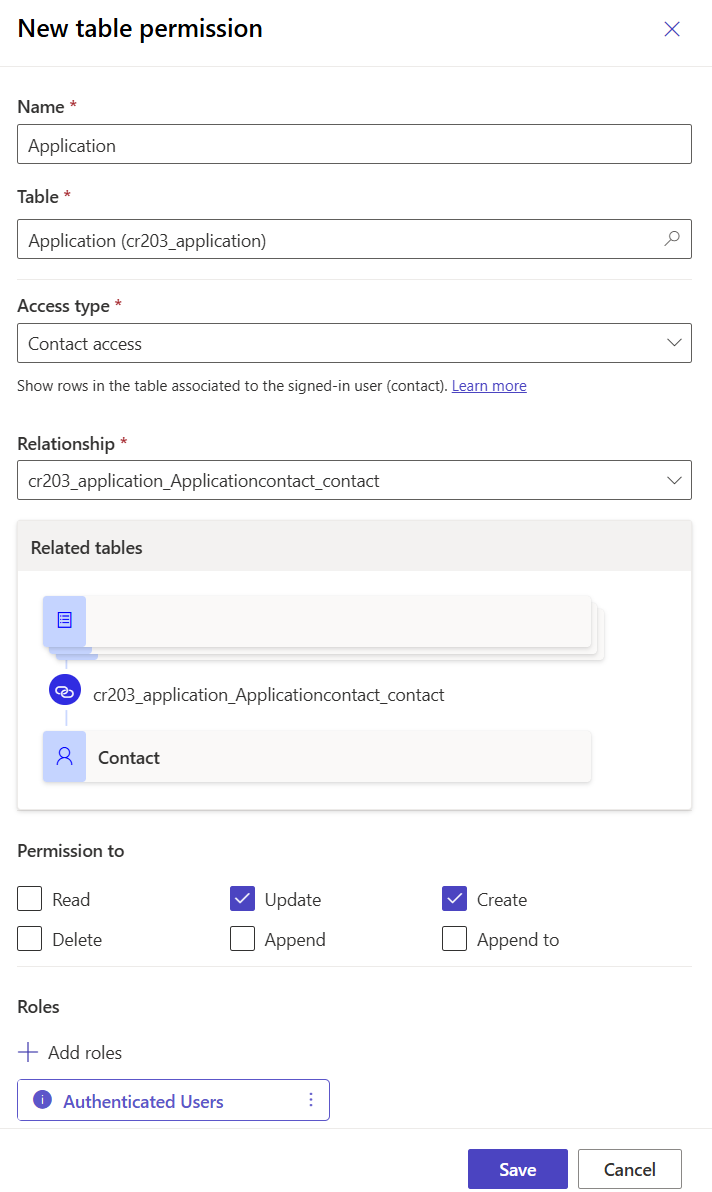 New table permission
Name *
Application
Table *
Application (cr203_application)
Access type *
Contact access
Show rows in the table associated to the signed-in user (contact). Learn more
Relationship *
cr203_application_Applicationcontact_contact
Related tables
cr203_application_Applicationcontact_contact
Contact
Permission to
Read Update Create
Delete Append Append to
Roles
Add roles
Authenticated Users
Save Cancel